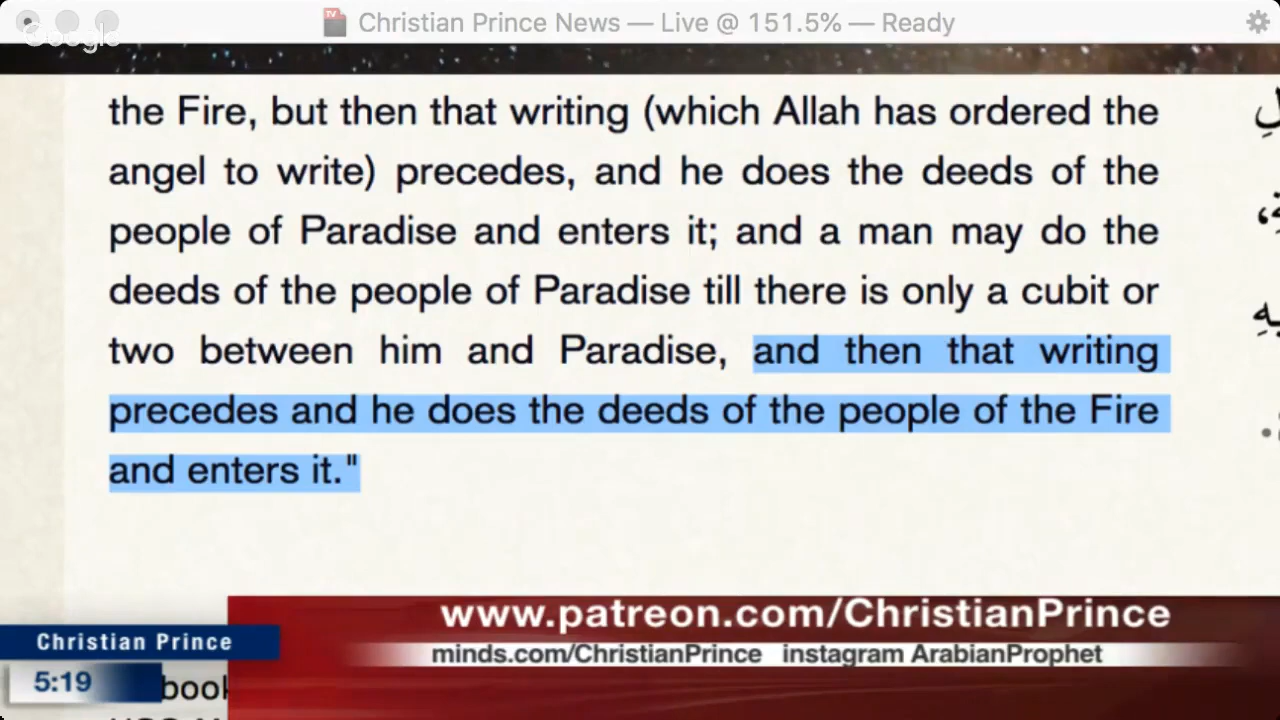 Christian Prince News — Live @ 151.5% — Ready
Google
the Fire, but then that writing (which Allah has ordered the
angel to write) precedes, and he does the deeds of the
people of Paradise and enters it; and a man may do the
deeds of the people of Paradise till there is only a cubit or
two between him and Paradise, and then that writing
precedes and he does the deeds of the people of the Fire
and enters it."
www.patreon.com/ChristianPrince
Christian Prince
minds.com/ChristianPrince instagram ArabianProphet
5:19
book